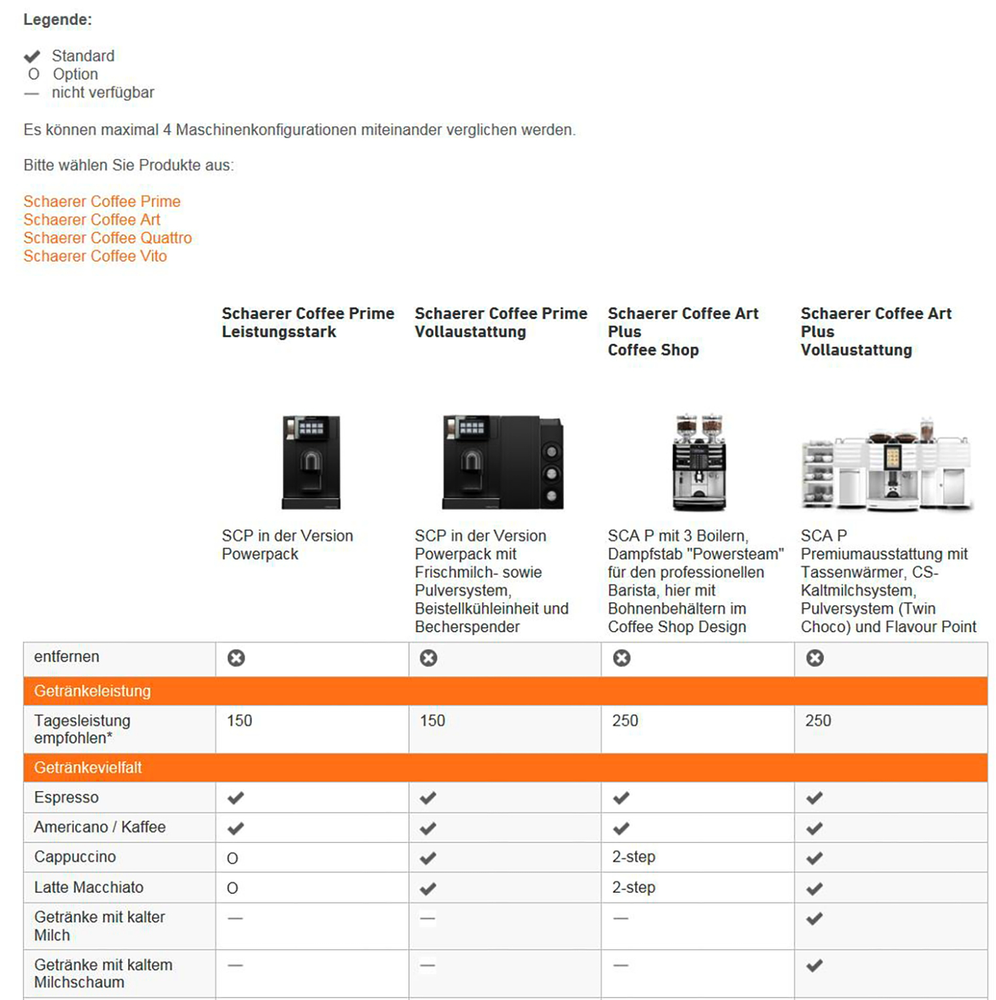 Legende:
✔ Standard
O Option
— nicht verfügbar
Es können maximal 4 Maschinenkonfigurationen miteinander verglichen werden.
Bitte wählen Sie Produkte aus:
Schaerer Coffee Prime
Schaerer Coffee Art
Schaerer Coffee Quattro
Schaerer Coffee Vito
Schaerer Coffee Prime
Leistungsstark
Schaerer Coffee Prime
Vollaustattung
Schaerer Coffee Art
Plus
Coffee Shop
Schaerer Coffee Art
Plus
Vollaustattung
SCP in der Version
Powerpack
SCP in der Version
Powerpack mit
Frischmilch- sowie
Pulversystem,
Beistellkühleinheit und
Becherspender
SCA P mit 3 Boilern,
Dampfstab "Powersteam"
für den professionellen
Barista, hier mit
Bohnenbehältern im
Coffee Shop Design
SCA P
Premiumausstattung mit
Tassenwärmer, CS-
Kaltmilchsystem,
Pulversystem (Twin
Choco) und Flavour Point
entfernen
Getränkeleistung
Tagesleistung
empfohlen*
150
150
250
250
Getränkevielfalt
Espresso ✔ ✔ ✔ ✔
Americano / Kaffee ✔ ✔ ✔ ✔
Cappuccino O ✔ 2-step ✔
Latte Macchiato O ✔ 2-step ✔
Getränke mit kalter
Milch
— — — ✔
Getränke mit kaltem
Milchschaum
— — — ✔